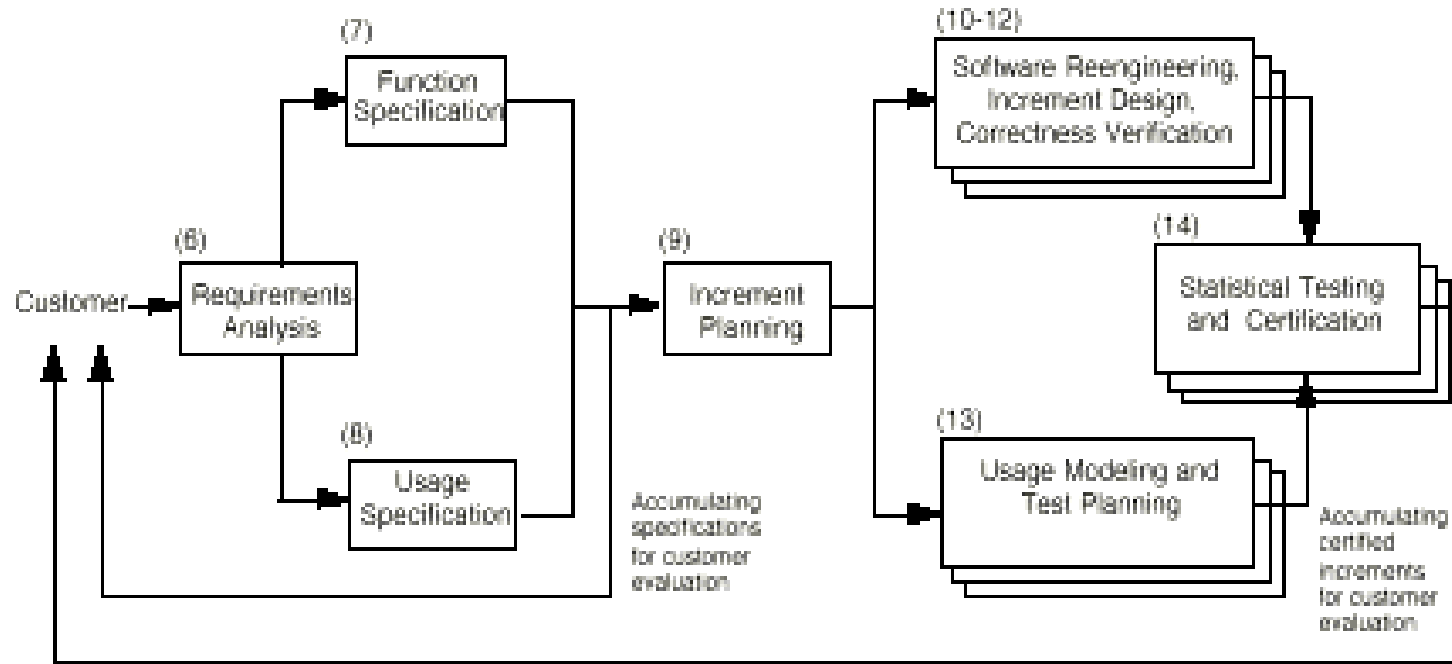 (7)
Function
Specification
(10-12)
Software Reengineering,
Increment Design,
Correctness Verification
(6)
Customer
Requirements
Analysis
(9)
Increment
Planning
(14)
Statistical Testing
and Certification
(8)
Usage
Specification
Accumulating
specifications
for customer
evaluation
(13)
Usage Modeling and
Test Planning
Accumulating
certified
increments
for customer
evaluation